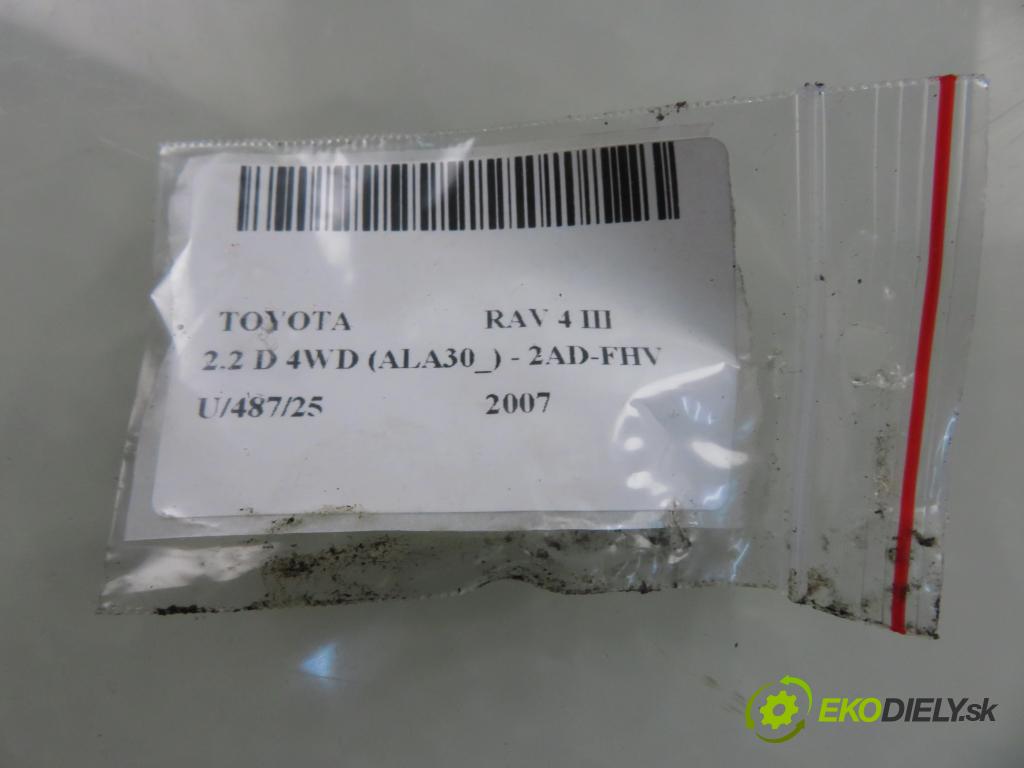 TOYOTA RAV 4 III
2.2 D 4WD (ALA30_) - 2AD-FHV
U/487/25 2007
EKODIELY.sk